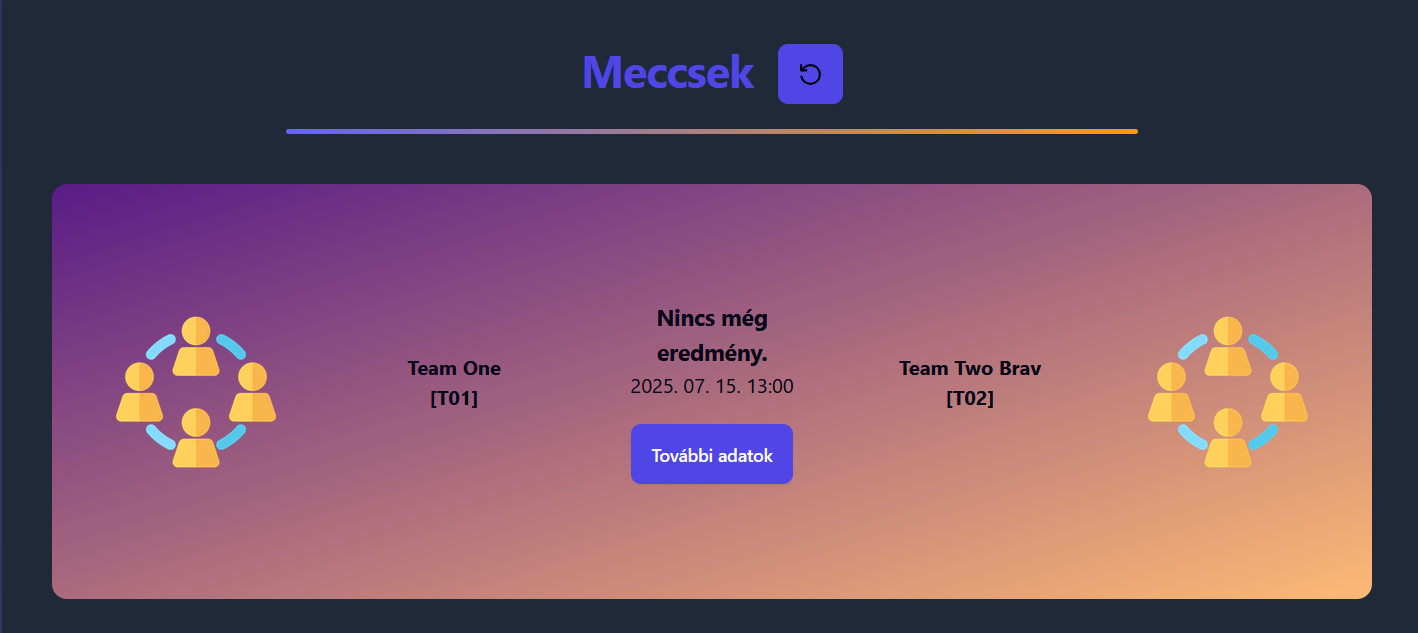 Meccsek
Nincs még
eredmény.
2025. 07. 15. 13:00
Team One
[T01]
Team Two Brav
[T02]
További adatok